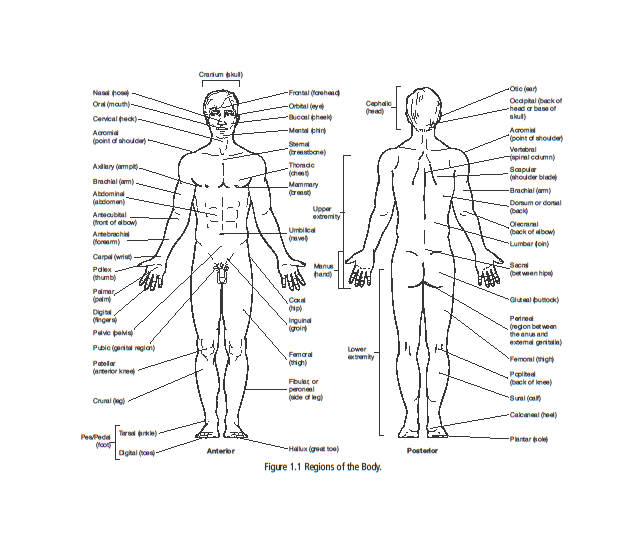 Cranium (skull)
Nasal (nose)
Oral (mouth)
Cervical (neck)
Acromial
(point of shoulder)
Axillary (armpit)
Brachial (arm)
Abdominal
(abdomen)
Antecubital
(front of elbow)
Antebrachial
(forearm)
Carpal (wrist)
Pollex
(thumb)
Palmar
(palm)
Digital
(fingers)
Pelvic (pelvis)
Pubic (genital region)
Patellar
(anterior knee)
Crural (leg)
Pes/Pedal
(foot)
Tarsal (ankle)
Digital (toes)
Frontal (forehead)
Orbital (eye)
Buccal (cheek)
Mental (chin)
Sternal
(breastbone)
Thoracic
(chest)
Mammary
(breast)
Umbilical
(navel)
Coxal
(hip)
Inguinal
(groin)
Femoral
(thigh)
Fibular, or
peroneal
(side of leg)
Hallux (great toe)
Anterior
Cephalic
(head)
Upper
extremity
Manus
(hand)
Lower
extremity
Otic (ear)
Occipital (back of
head or base of
skull)
Acromial
(point of shoulder)
Vertebral
(spinal column)
Scapular
(shoulder blade)
Brachial (arm)
Dorsum or dorsal
(back)
Olecranal
(back of elbow)
Lumbar (loin)
Sacral
(between hips)
Gluteal (buttock)
Perineal
(region between
the anus and
external genitalia)
Femoral (thigh)
Popliteal
(back of knee)
Sural (calf)
Calcaneal (heel)
Plantar (sole)
Posterior
Figure 1.1 Regions of the Body.